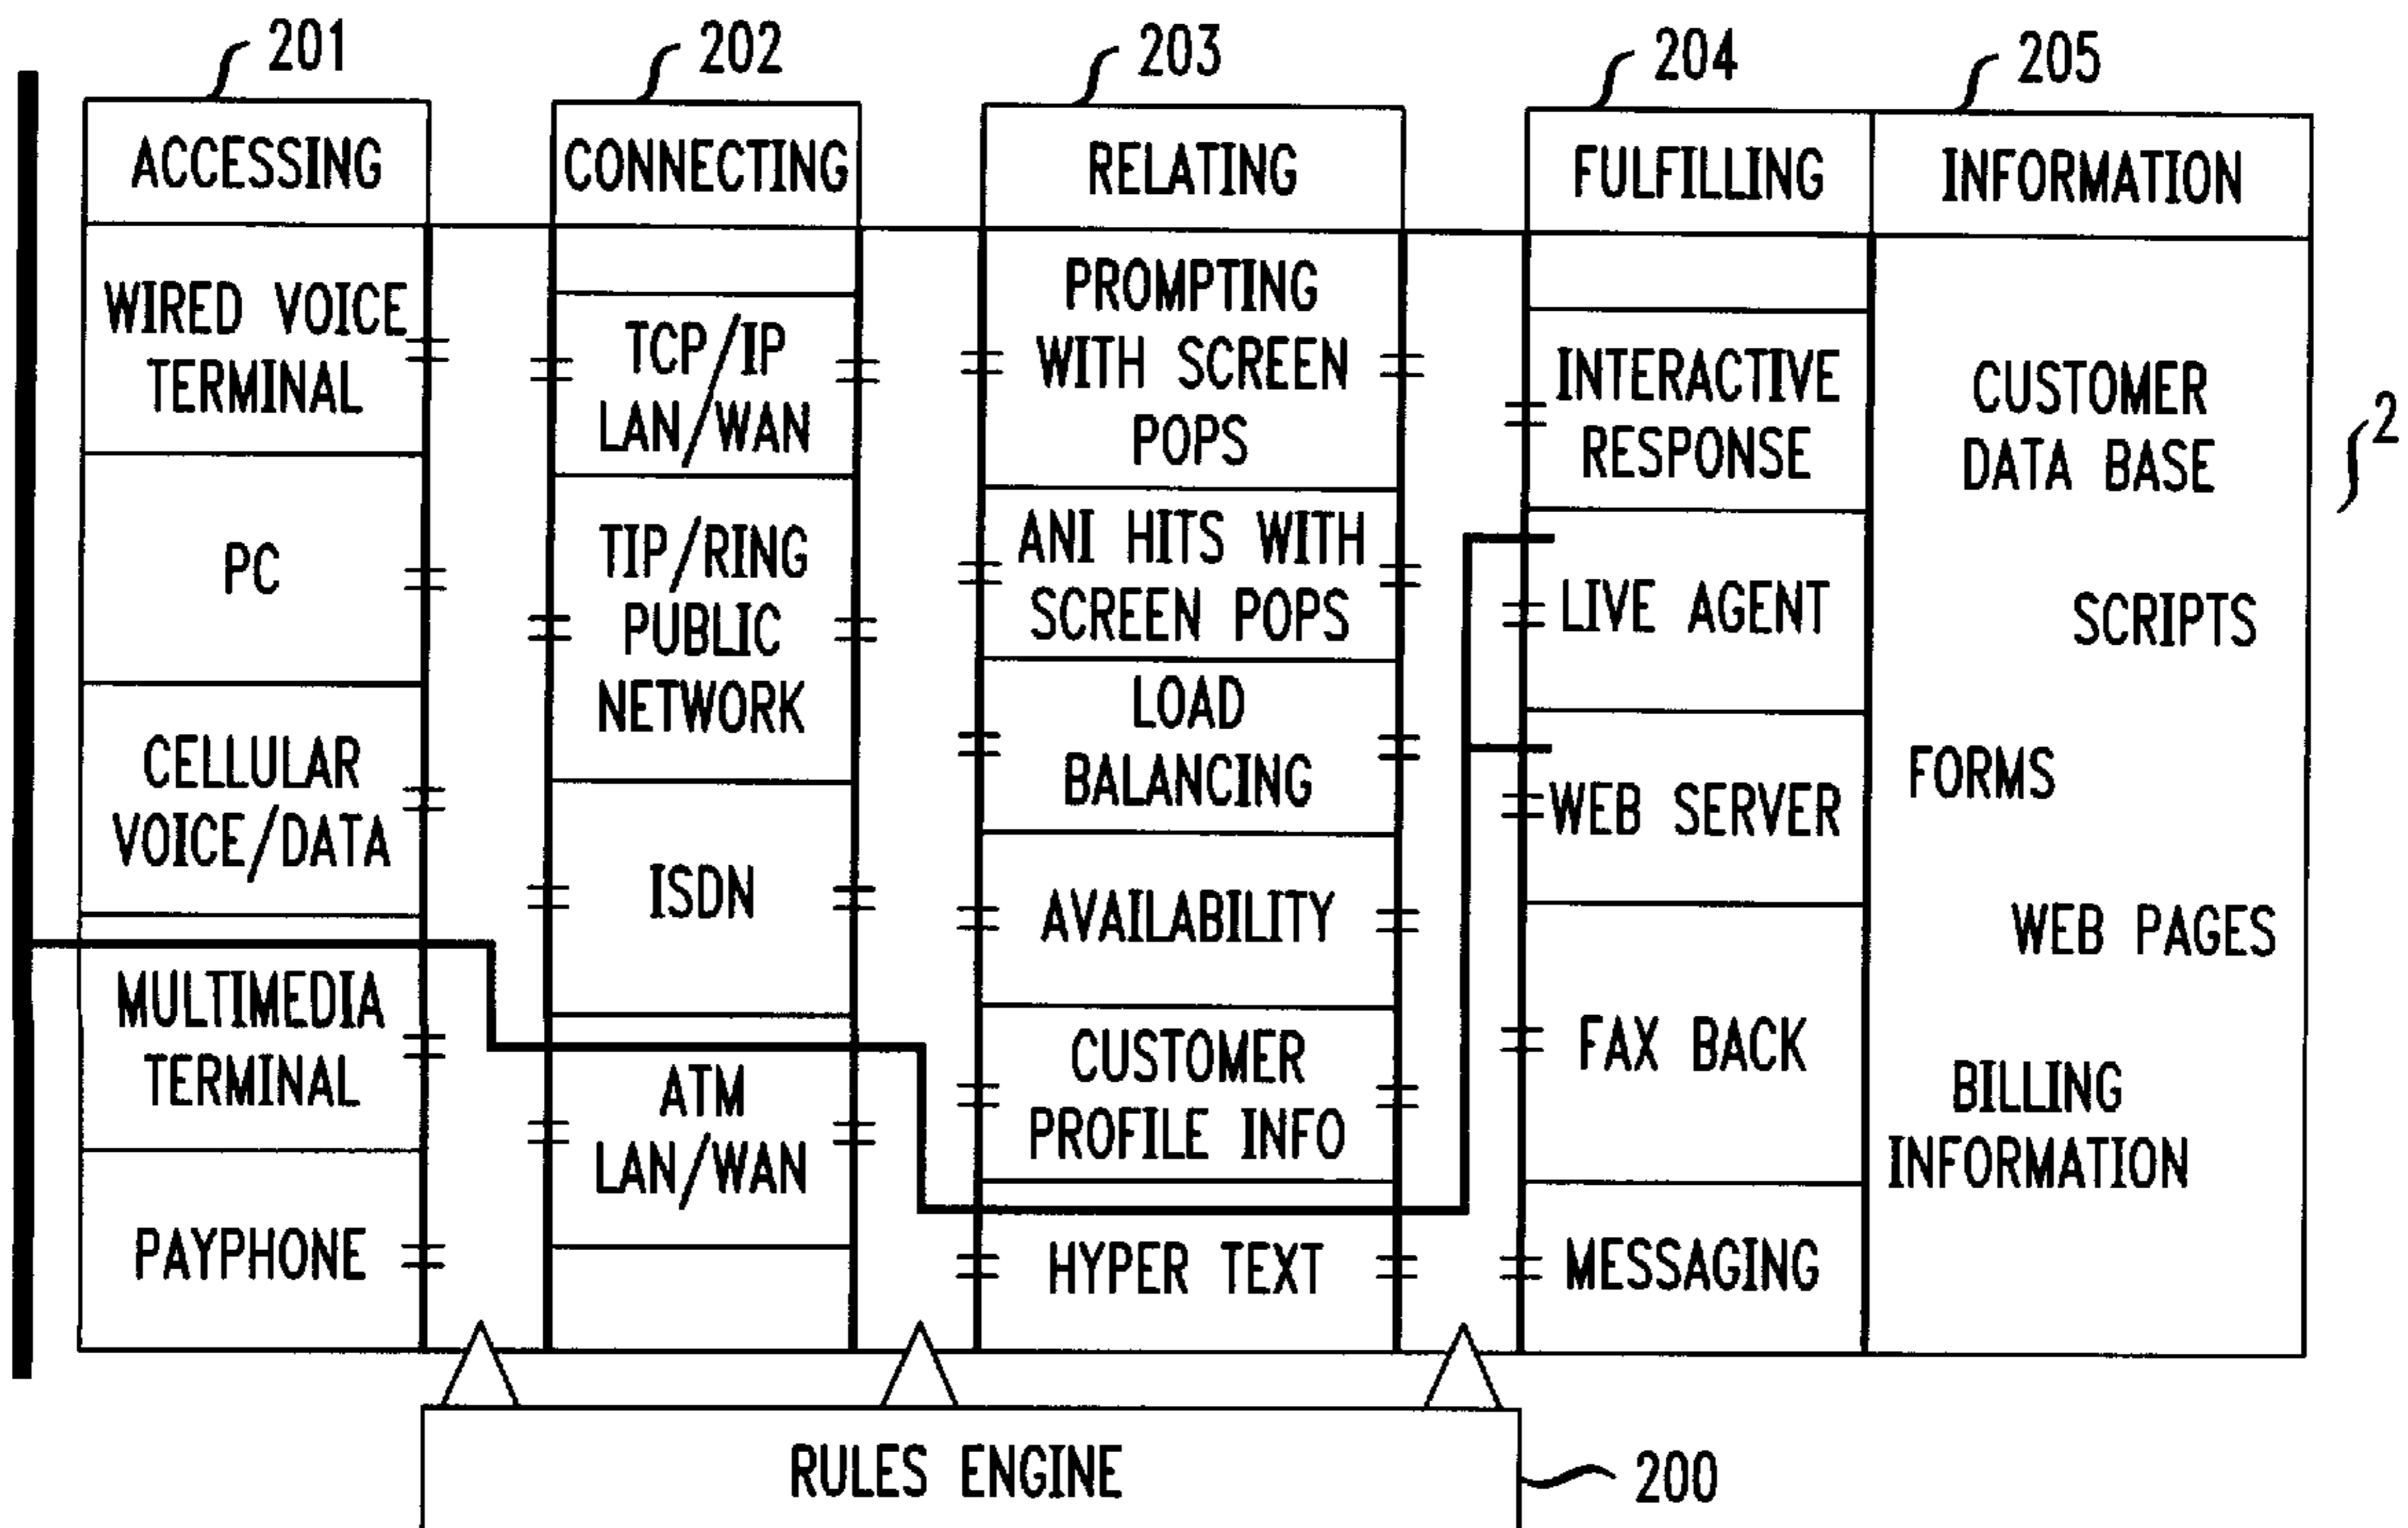 201
202
203
204
205
ACCESSING
CONNECTING
RELATING
FULFILLING
INFORMATION
WIRED VOICE
TERMINAL
PC
CELLULAR
VOICE/DATA
MULTIMEDIA
TERMINAL
PAYPHONE
TCP/IP
LAN/WAN
TIP/RING
PUBLIC
NETWORK
ISDN
ATM
LAN/WAN
PROMPTING
WITH SCREEN
POPS
ANI HITS WITH
SCREEN POPS
LOAD
BALANCING
AVAILABILITY
CUSTOMER
PROFILE INFO
HYPER TEXT
INTERACTIVE
RESPONSE
LIVE AGENT
WEB SERVER
FAX BACK
MESSAGING
CUSTOMER
DATA BASE
SCRIPTS
FORMS
WEB PAGES
BILLING
INFORMATION
2
RULES ENGINE
200